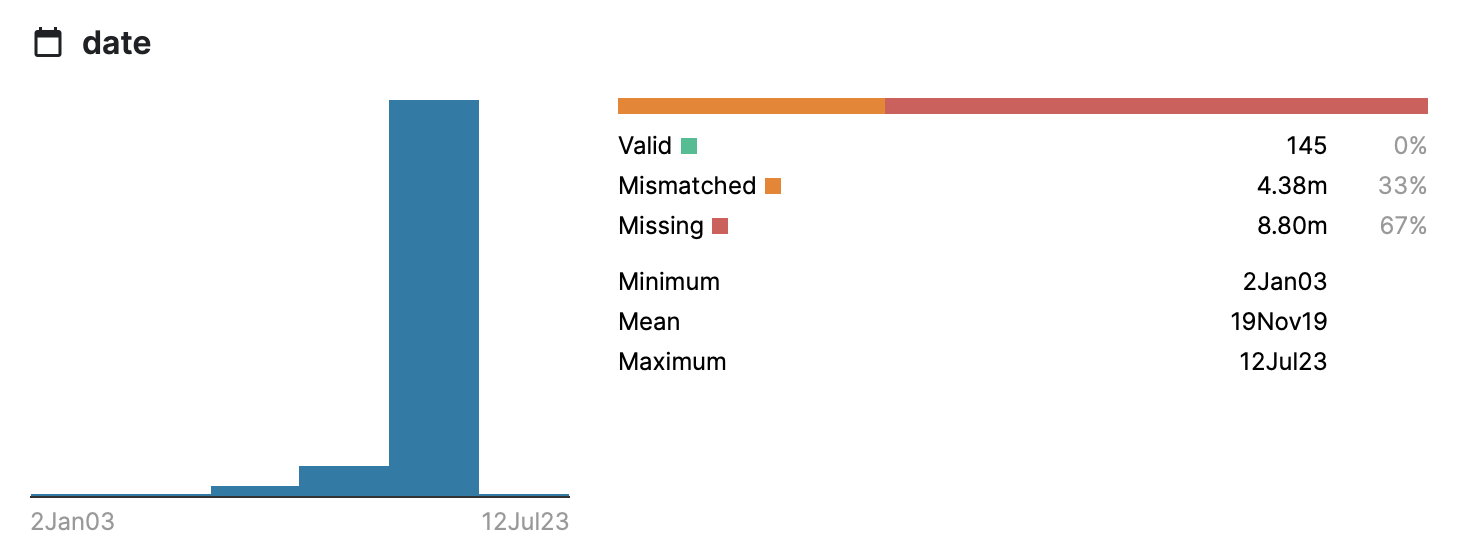 date
Valid 145 0%
Mismatched 4.38m 33%
Missing 8.80m 67%
Minimum 2Jan03
Mean 19Nov19
Maximum 12Jul23
2Jan03 12Jul23